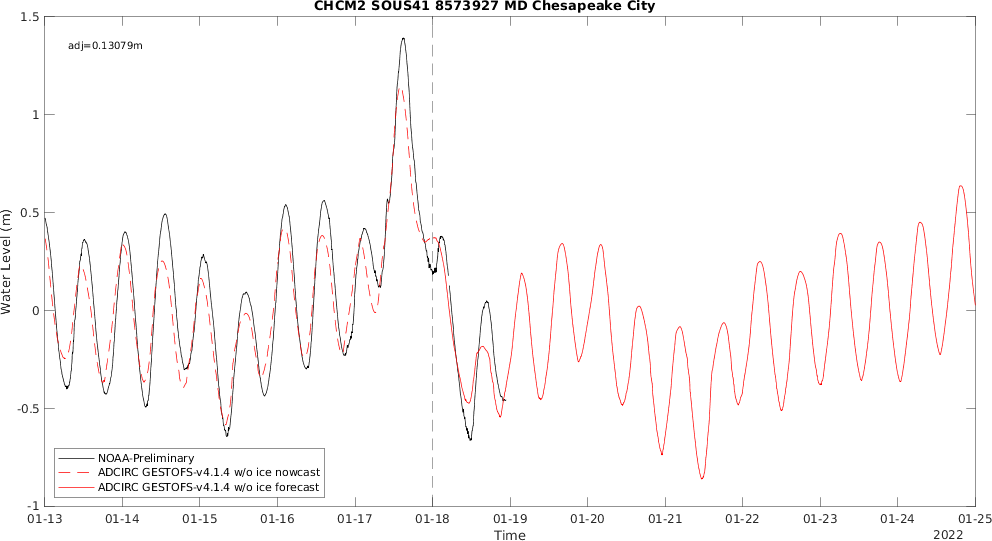 CHCM2 SOUS41 8573927 MD Chesapeake City
adj=0.13079m
1.5
1
0.5
0
-0.5
-1
Water Level (m)
NOAA-Preliminary
ADCIRC GESTOFS-v4.1.4 w/o ice nowcast
ADCIRC GESTOFS-v4.1.4 w/o ice forecast
01-13 01-14 01-15 01-16 01-17 01-18 01-19 01-20 01-21 01-22 01-23 01-24 01-25
Time
2022